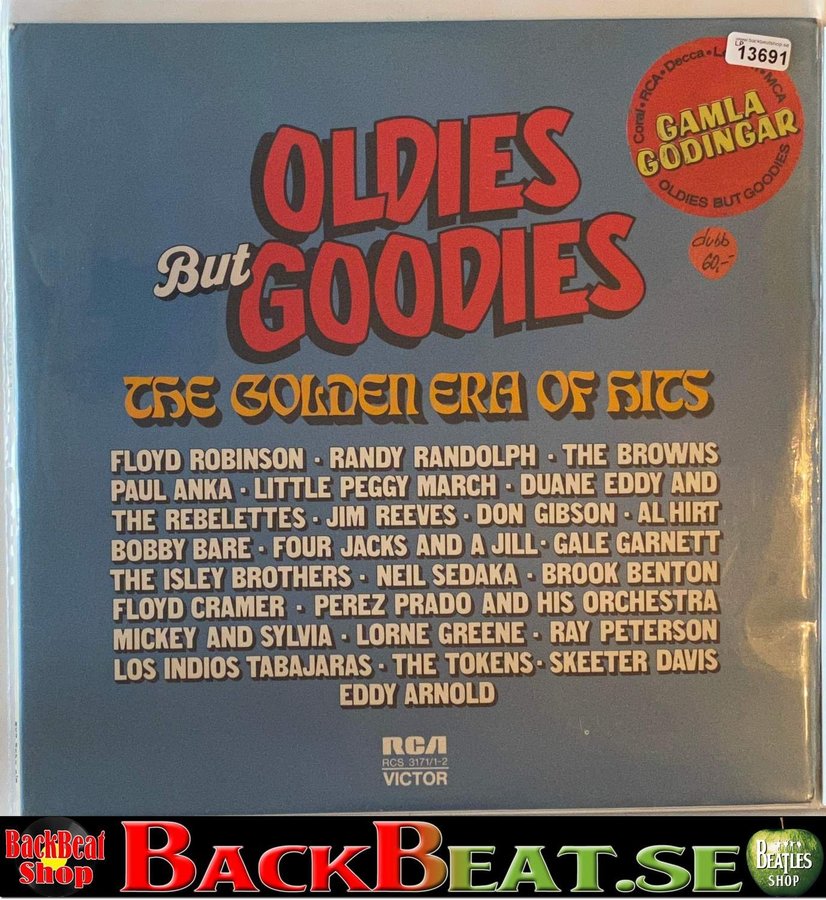 www.backbeatshop.se
LP
13691
Coral • RCA • Decca • MCA
GAMLA
GODINGAR
OLDIES BUT GOODIES
dubb
60,-
OLDIES
But GOODIES
THE GOLDEN ERA OF HITS
FLOYD ROBINSON · RANDY RANDOLPH · THE BROWNS
PAUL ANKA · LITTLE PEGGY MARCH · DUANE EDDY AND
THE REBELETTES · JIM REEVES · DON GIBSON · AL HIRT
BOBBY BARE · FOUR JACKS AND A JILL · GALE GARNETT
THE ISLEY BROTHERS · NEIL SEDAKA · BROOK BENTON
FLOYD CRAMER · PEREZ PRADO AND HIS ORCHESTRA
MICKEY AND SYLVIA · LORNE GREENE · RAY PETERSON
LOS INDIOS TABAJARAS · THE TOKENS · SKEETER DAVIS
EDDY ARNOLD
RCA
RCS 3171/1-2
VICTOR
BackBeat
Shop
BACKBEAT.SE
BEATLES
SHOP